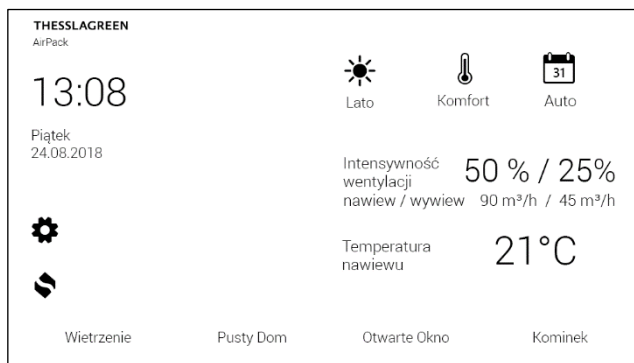 THESSLAGREEN
AirPack
13:08
Piątek
24.08.2018
31
Lato
Komfort
Auto
Intensywność
wentylacji
nawiew / wywiew
50 % / 25%
90 m³/h / 45 m³/h
Temperatura
nawiewu
21°C
Wietrzenie
Pusty Dom
Otwarte Okno
Kominek